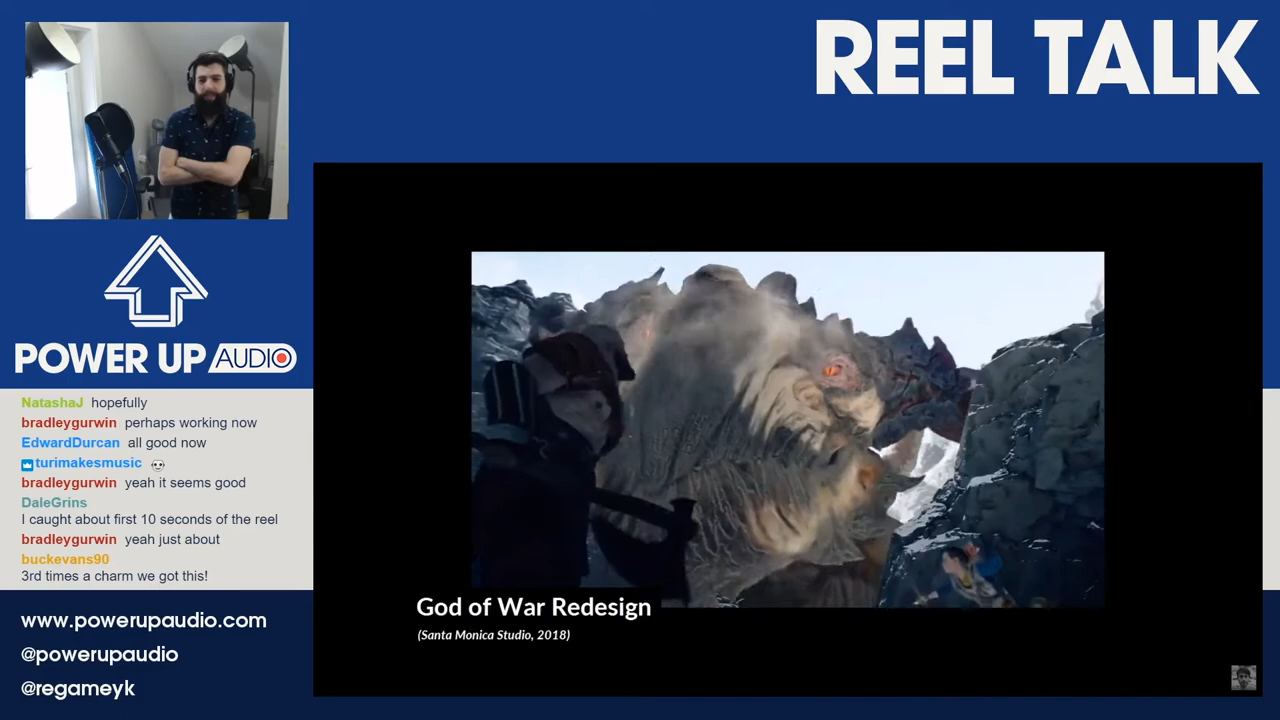 REEL TALK
POWER UP AUDIO
NatashaJ hopefully
bradleygurwin perhaps working now
EdwardDurcan all good now
turimakesmusic
bradleygurwin yeah it seems good
DaleGrins
I caught about first 10 seconds of the reel
bradleygurwin yeah just about
buckevans90
3rd times a charm we got this!
www.powerupaudio.com
@powerupaudio
@regameyk
God of War Redesign
(Santa Monica Studio, 2018)